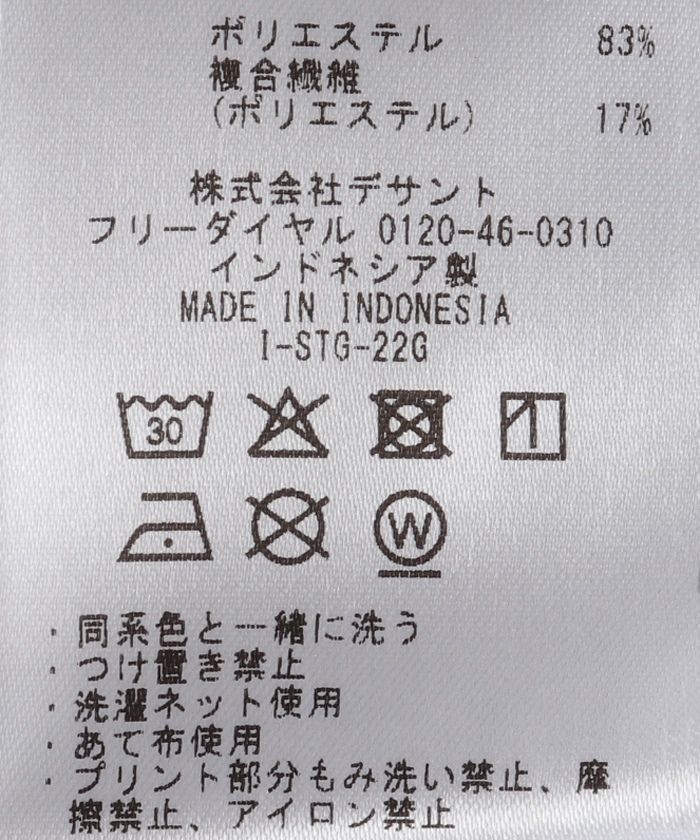 ポリエステル 83%
複合繊維
(ポリエステル) 17%
株式会社デサント
フリーダイヤル 0120-46-0310
インドネシア製
MADE IN INDONESIA
I-STG-22G
30
W
・同系色と一緒に洗う
・つけ置き禁止
・洗濯ネット使用
・あて布使用
・プリント部分もみ洗い禁止、摩
擦禁止、アイロン禁止